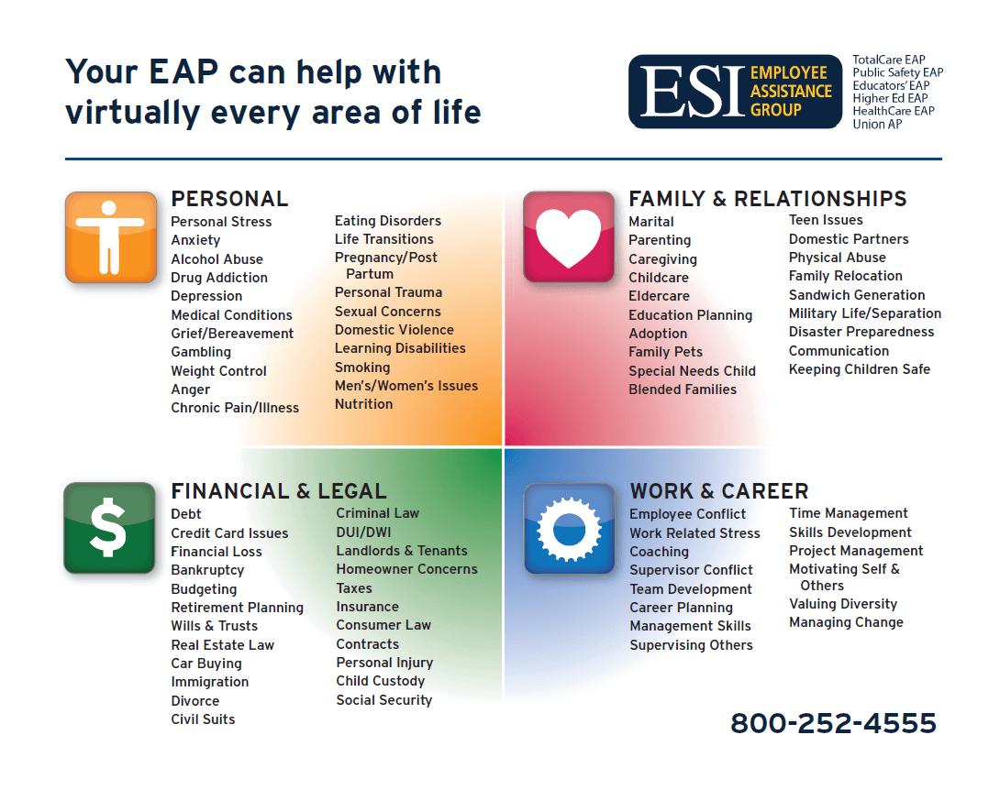 Your EAP can help with
virtually every area of life
ESI EMPLOYEE
ASSISTANCE
GROUP
TotalCare EAP
Public Safety EAP
Educators' EAP
Higher Ed EAP
HealthCare EAP
Union AP
PERSONAL
Personal Stress
Anxiety
Alcohol Abuse
Drug Addiction
Depression
Medical Conditions
Grief/Bereavement
Gambling
Weight Control
Anger
Chronic Pain/Illness
Eating Disorders
Life Transitions
Pregnancy/Post
Partum
Personal Trauma
Sexual Concerns
Domestic Violence
Learning Disabilities
Smoking
Men's/Women's Issues
Nutrition
FAMILY & RELATIONSHIPS
Marital
Parenting
Caregiving
Childcare
Eldercare
Education Planning
Adoption
Family Pets
Special Needs Child
Blended Families
Teen Issues
Domestic Partners
Physical Abuse
Family Relocation
Sandwich Generation
Military Life/Separation
Disaster Preparedness
Communication
Keeping Children Safe
$
FINANCIAL & LEGAL
Debt
Credit Card Issues
Financial Loss
Bankruptcy
Budgeting
Retirement Planning
Wills & Trusts
Real Estate Law
Car Buying
Immigration
Divorce
Civil Suits
Criminal Law
DUI/DWI
Landlords & Tenants
Homeowner Concerns
Taxes
Insurance
Consumer Law
Contracts
Personal Injury
Child Custody
Social Security
WORK & CAREER
Employee Conflict
Work Related Stress
Coaching
Supervisor Conflict
Team Development
Career Planning
Management Skills
Supervising Others
Time Management
Skills Development
Project Management
Motivating Self &
Others
Valuing Diversity
Managing Change
800-252-4555